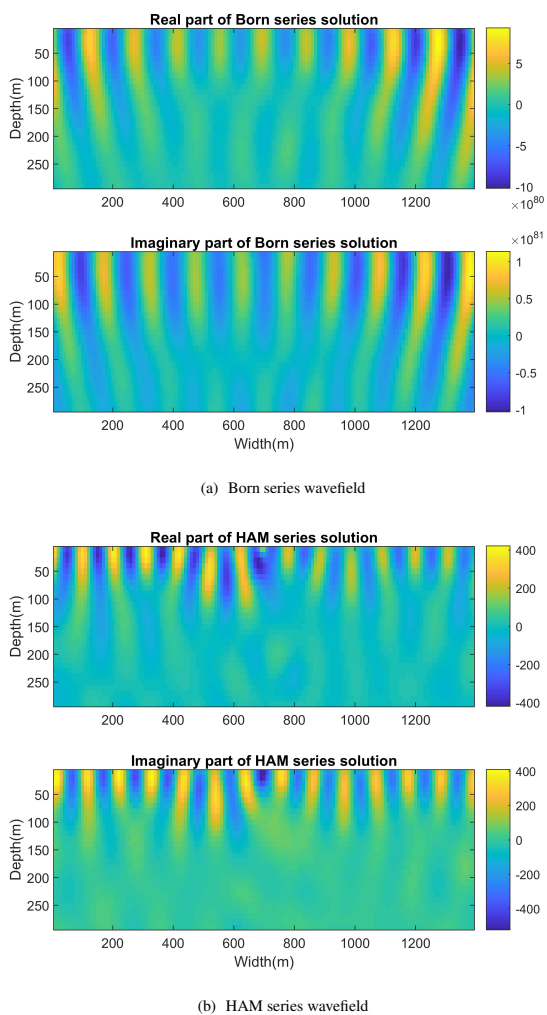 Real part of Born series solution
50
100
150
200
250
Depth(m)
200 400 600 800 1000 1200
5
0
-5
-10
×10^80
Imaginary part of Born series solution
×10^81
50
100
150
200
250
Depth(m)
200 400 600 800 1000 1200
Width(m)
1
0.5
0
-0.5
-1
(a) Born series wavefield
Real part of HAM series solution
50
100
150
200
250
Depth(m)
200 400 600 800 1000 1200
400
200
0
-200
-400
Imaginary part of HAM series solution
50
100
150
200
250
Depth(m)
200 400 600 800 1000 1200
Width(m)
400
200
0
-200
-400
(b) HAM series wavefield